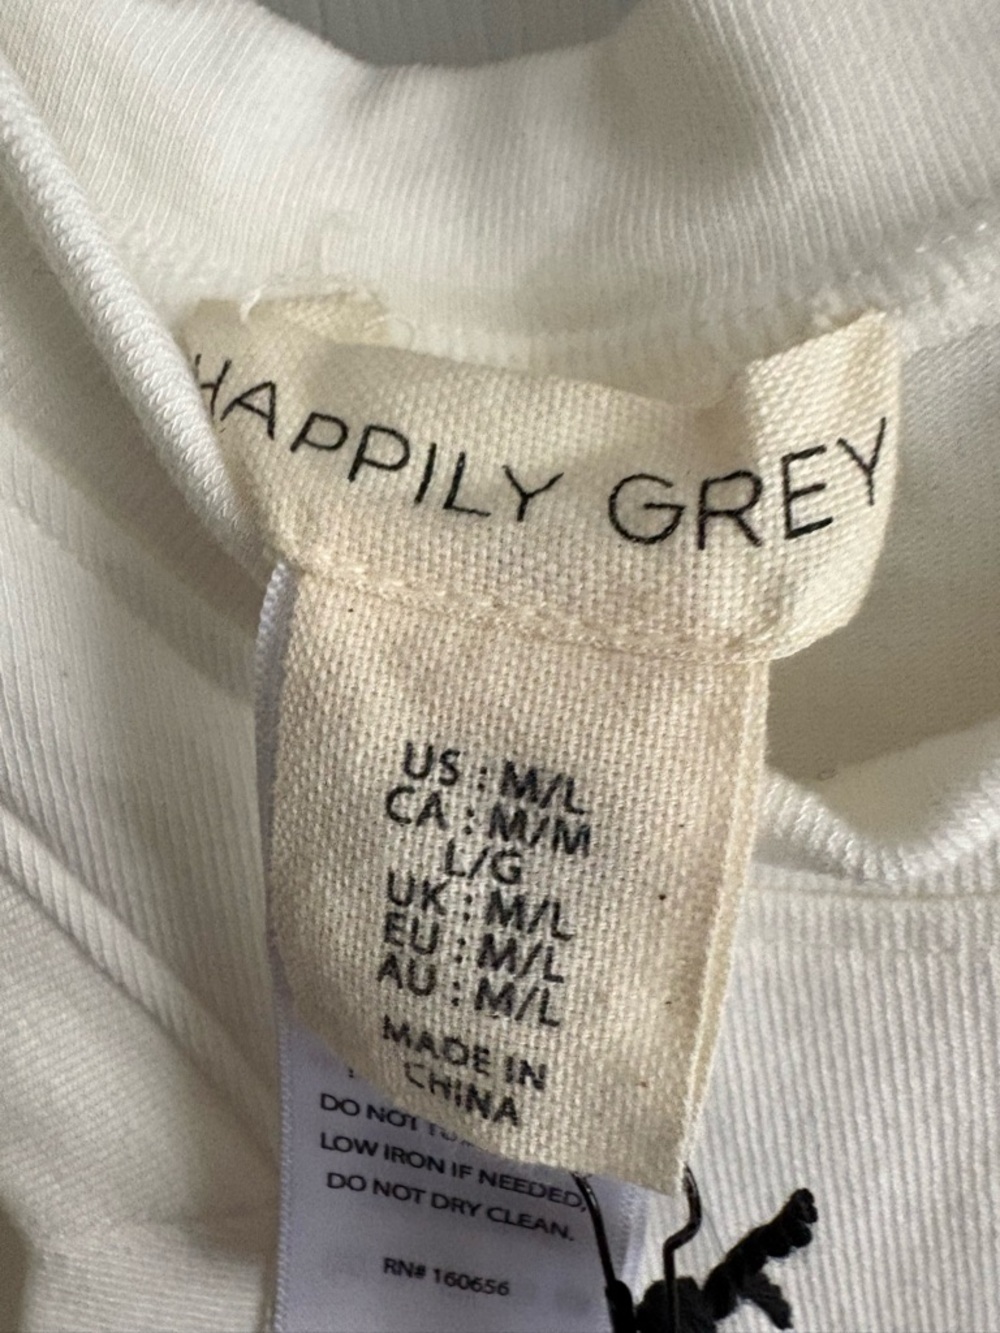 HAPPILY GREY
US : M/L
CA : M/M
L/G
UK : M/L
EU : M/L
AU : M/L
MADE IN
CHINA
DO NOT
LOW IRON IF NEEDED,
DO NOT DRY CLEAN.
RN# 160656